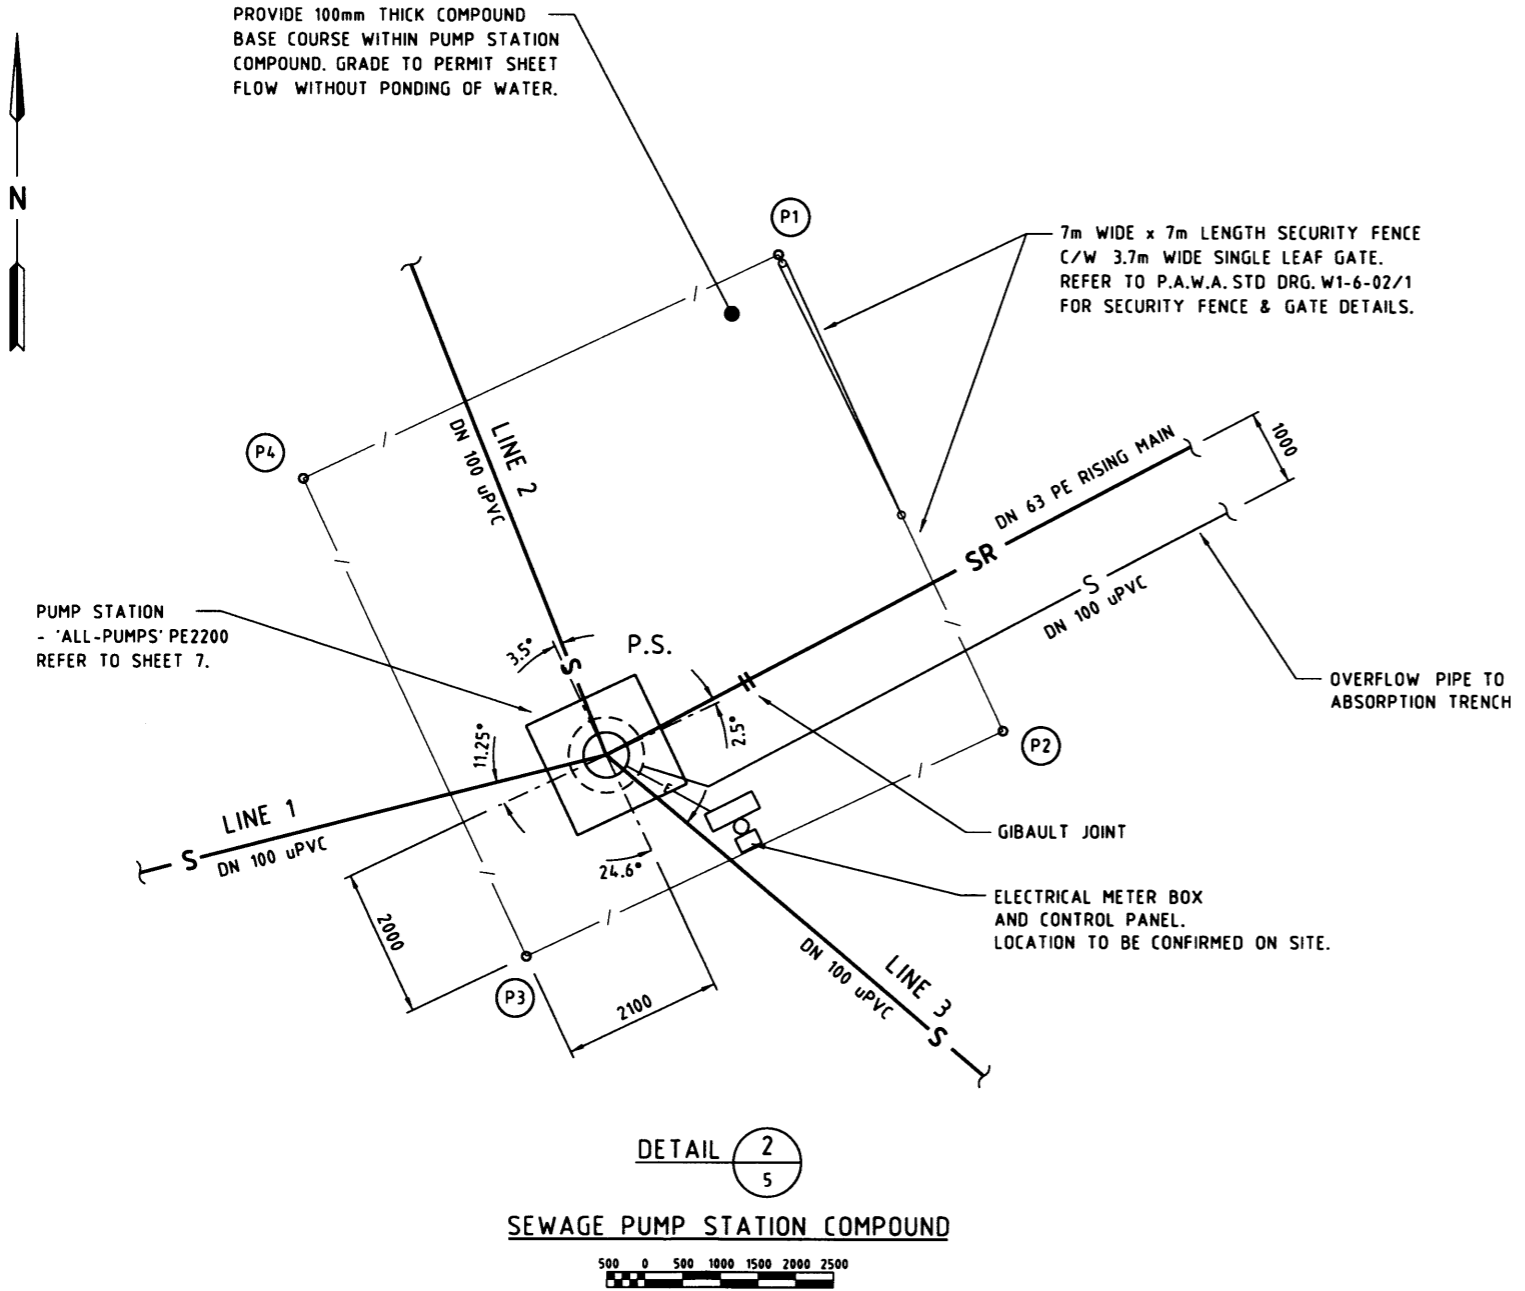 PROVIDE 100mm THICK COMPOUND
BASE COURSE WITHIN PUMP STATION
COMPOUND. GRADE TO PERMIT SHEET
FLOW WITHOUT PONDING OF WATER.
N
P1
7m WIDE x 7m LENGTH SECURITY FENCE
C/W 3.7m WIDE SINGLE LEAF GATE.
REFER TO P.A.W.A. STD DRG. W1-6-02/1
FOR SECURITY FENCE & GATE DETAILS.
P4
LINE 2
DN 100 uPVC
DN 63 PE RISING MAIN
1000
SR
S
DN 100 uPVC
PUMP STATION
- 'ALL-PUMPS' PE2200
REFER TO SHEET 7.
3.5°
S
P.S.
OVERFLOW PIPE TO
ABSORPTION TRENCH
2.5°
P2
11.25°
E
LINE 1
S
DN 100 uPVC
GIBAULT JOINT
24.6°
ELECTRICAL METER BOX
AND CONTROL PANEL.
LOCATION TO BE CONFIRMED ON SITE.
2000
P3
2100
LINE 3
DN 100 uPVC
S
DETAIL 2
5
SEWAGE PUMP STATION COMPOUND
500 0 500 1000 1500 2000 2500